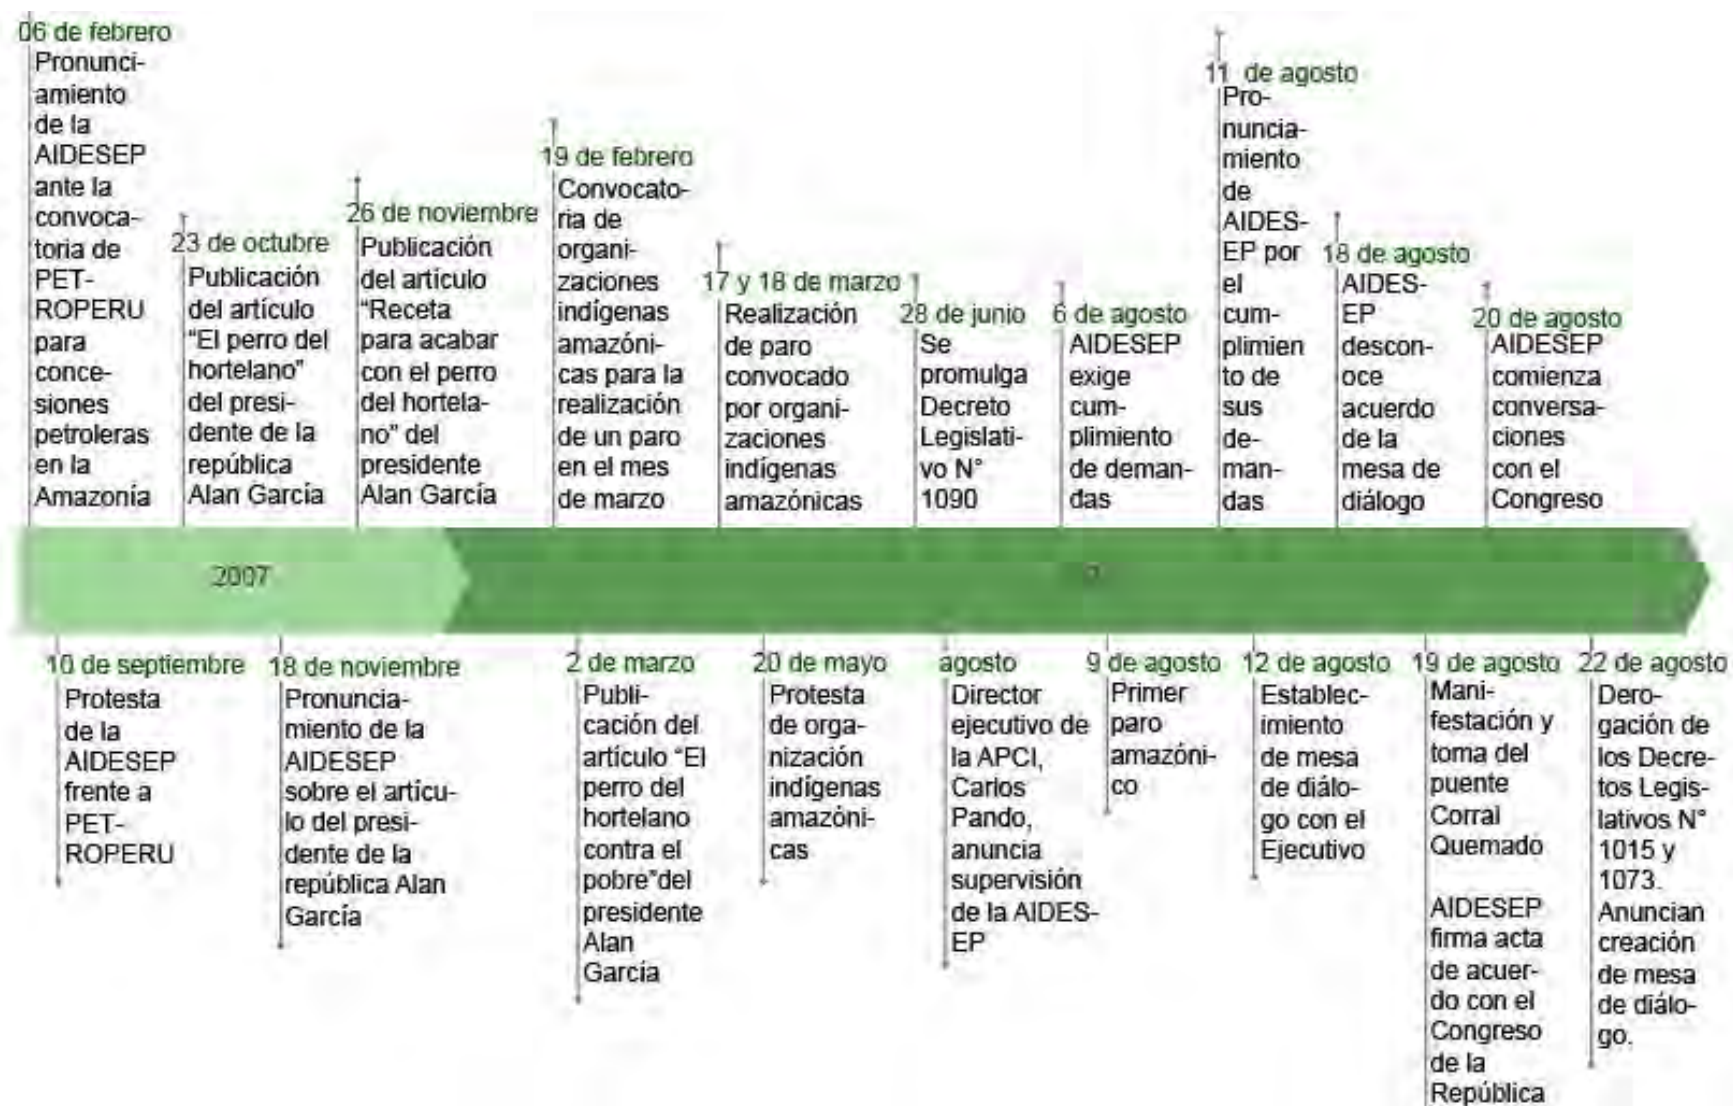 06 de febrero
Pronunci-
amiento
de la
AIDESEP
ante la
convoca-
toria de
PET-
ROPERU
para
conce-
siones
petroleras
en la
Amazonía
23 de octubre
Publicación
del artículo
“El perro del
hortelano”
del presi-
dente de la
república
Alan García
26 de noviembre
Publicación
del artículo
“Receta
para acabar
con el perro
del hortela-
no” del
presidente
Alan García
19 de febrero
Convocato-
ria de
organi-
zaciones
indígenas
amazóni-
cas para la
realización
de un paro
en el mes
de marzo
17 y 18 de marzo
Realización
de paro
convocado
por organi-
zaciones
indígenas
amazónicas
28 de junio
Se
promulga
Decreto
Legislati-
vo N°
1090
6 de agosto
AIDESEP
exige
cum-
plimiento
de deman-
das
11 de agosto
Pro-
nuncia-
miento
de
AIDES-
EP por
el
cum-
plimien
to de
sus
de-
man-
das
18 de agosto
AIDES-
EP
descon-
oce
acuerdo
de la
mesa de
diálogo
20 de agosto
AIDESEP
comienza
conversa-
ciones
con el
Congreso
2007
10 de septiembre
Protesta
de la
AIDESEP
frente a
PET-
ROPERU
18 de noviembre
Pronuncia-
miento de la
AIDESEP
sobre el artícu-
lo del presi-
dente de la
república Alan
García
2 de marzo
Publi-
cación del
artículo “El
perro del
hortelano
contra el
pobre”del
presidente
Alan
García
20 de mayo
Protesta
de orga-
nización
indígenas
amazóni-
cas
agosto
Director
ejecutivo de
la APCI,
Carlos
Pando,
anuncia
supervisión
de la AIDES-
EP
9 de agosto
Primer
paro
amazóni-
co
12 de agosto
Establec-
imiento
de mesa
de diálo-
go con el
Ejecutivo
19 de agosto
Mani-
festación y
toma del
puente
Corral
Quemado
AIDESEP
firma acta
de acuer-
do con el
Congreso
de la
República
22 de agosto
Dero-
gación de
los Decre-
tos Legis-
lativos N°
1015 y
1073.
Anuncian
creación
de mesa
de diálo-
go.